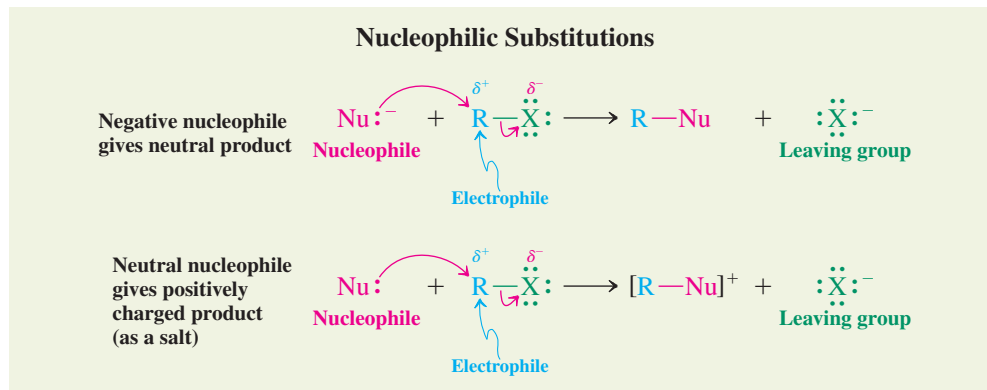 Nucleophilic Substitutions
δ⁺ δ⁻
Negative nucleophile
gives neutral product
Nu:⁻ + R—X: ⟶ R—Nu + :X:⁻
Nucleophile
Leaving group
Electrophile
δ⁺ δ⁻
Neutral nucleophile
gives positively
charged product
(as a salt)
Nu: + R—X: ⟶ [R—Nu]⁺ + :X:⁻
Nucleophile
Leaving group
Electrophile